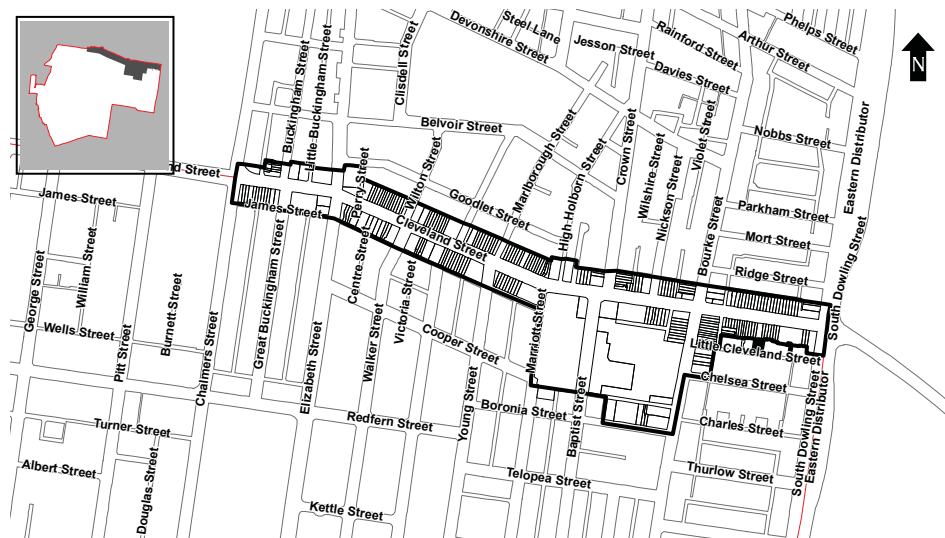 Steel Lane
Devonshire Street
Phelps Street
Arthur Street
Rainford Street
Jesson Street
Davies Street
N
Clisdell Street
Buckingham Street
Little Buckingham Street
Belvoir Street
Nobbs Street
Eastern Distributor
Marlborough Street
High Holborn Street
Crown Street
Wilshire Street
Nickson Street
Violet Street
Bourke Street
nd Street
James Street
Perry Street
Wilton Street
Goodlet Street
Parkham Street
Mort Street
Ridge Street
South Dowling Street
James Street
Cleveland Street
George Street
William Street
Burnett Street
Pitt Street
Chalmers Street
Great Buckingham Street
Elizabeth Street
Centre Street
Walker Street
Victoria Street
Wells Street
Cooper Street
Marriott Street
Little Cleveland Street
Chelsea Street
Young Street
Boronia Street
Baptist Street
Redfern Street
Charles Street
Turner Street
Albert Street
Douglas Street
Kettle Street
Telopea Street
Thurlow Street
South Dowling Street
Eastern Distributor